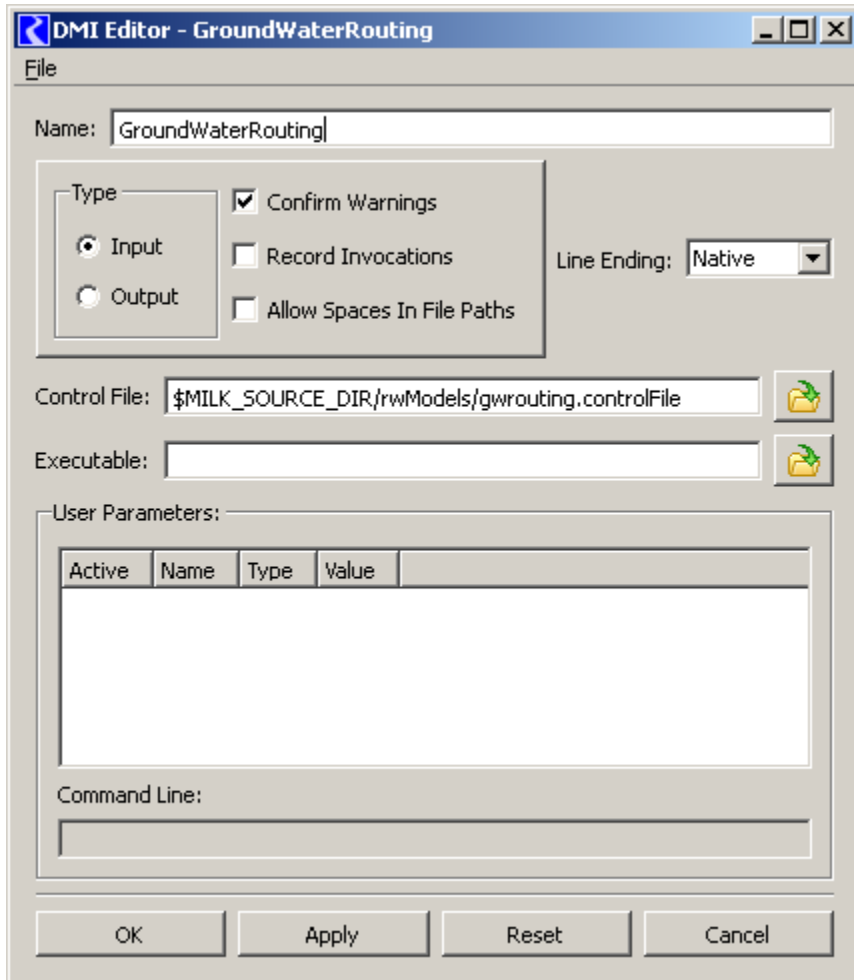 DMI Editor - GroundWaterRouting
File
Name: GroundWaterRouting
Type
Confirm Warnings
Input
Record Invocations
Line Ending: Native
Output
Allow Spaces In File Paths
Control File: $MILK_SOURCE_DIR/rwModels/gwrouting.controlFile
Executable:
User Parameters:
Active Name Type Value
Command Line:
OK Apply Reset Cancel